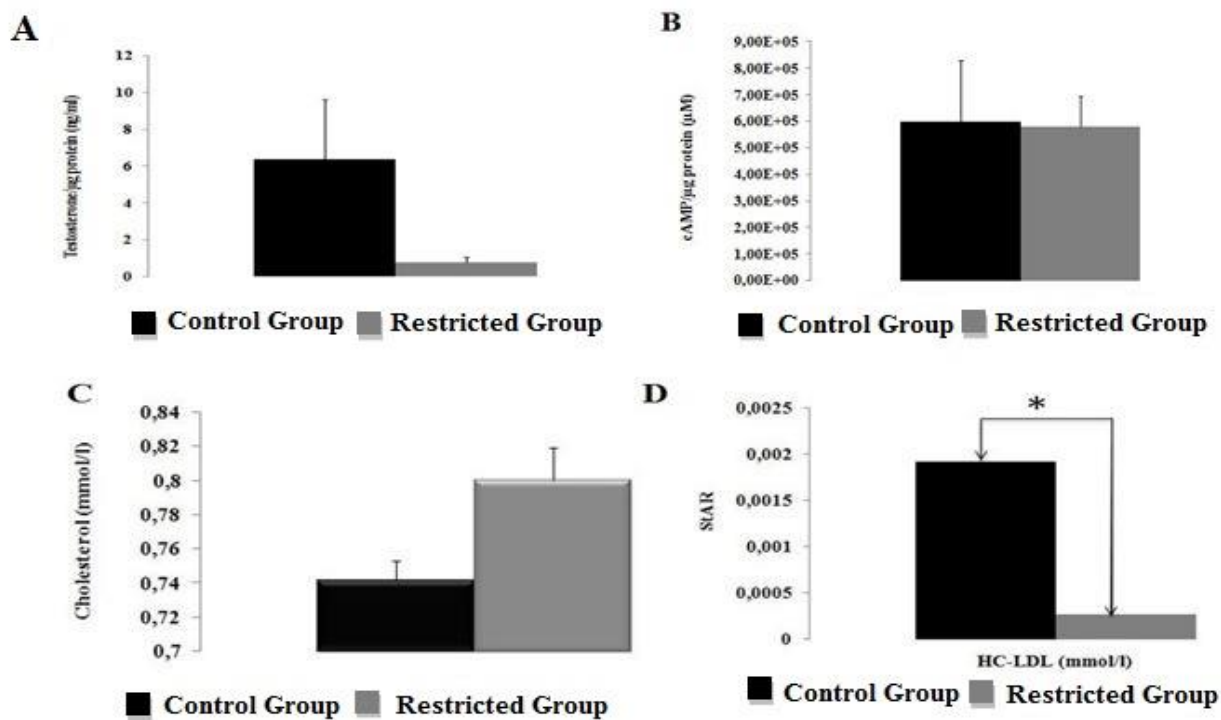 A
Testosterone/µg protein (ng/ml)
12
10
8
6
4
2
0
Control Group Restricted Group
B
cAMP/µg protein (µM)
9,00E+05
8,00E+05
7,00E+05
6,00E+05
5,00E+05
4,00E+05
3,00E+05
2,00E+05
1,00E+05
0,00E+00
Control Group Restricted Group
C
Cholesterol (mmol/l)
0,84
0,82
0,8
0,78
0,76
0,74
0,72
0,7
Control Group Restricted Group
D
StAR
0,0025
0,002
0,0015
0,001
0,0005
0
*
HC-LDL (mmol/l)
Control Group Restricted Group